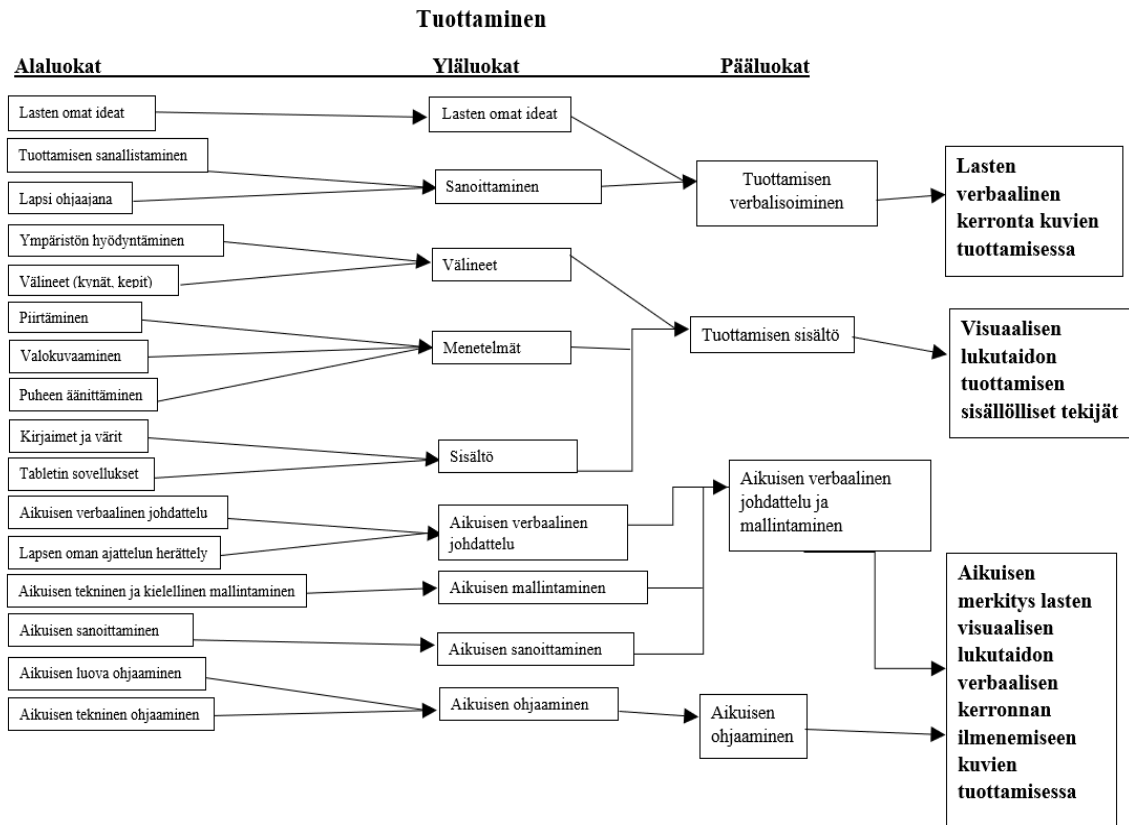 Tuottaminen
Alaluokat
Yläluokat
Pääluokat
Lasten omat ideat
Tuottamisen sanallistaminen
Lapsi ohjaajana
Ympäristön hyödyntäminen
Välineet (kynät, kepit)
Piirtäminen
Valokuvaaminen
Puheen äänittäminen
Kirjaimet ja värit
Tabletin sovellukset
Aikuisen verbaalinen johdattelu
Lapsen oman ajattelun herättely
Aikuisen tekninen ja kielellinen mallintaminen
Aikuisen sanoittaminen
Aikuisen luova ohjaaminen
Aikuisen tekninen ohjaaminen
Lasten omat ideat
Sanoittaminen
Välineet
Menetelmät
Sisältö
Aikuisen verbaalinen
johdattelu
Aikuisen mallintaminen
Aikuisen sanoittaminen
Aikuisen ohjaaminen
Tuottamisen
verbalisoiminen
Tuottamisen sisältö
Aikuisen verbaalinen
johdattelu ja
mallintaminen
Aikuisen
ohjaaminen
Lasten
verbaalinen
kerronta kuvien
tuottamisessa
Visuaalisen
lukutaidon
tuottamisen
sisällölliset tekijät
Aikuisen
merkitys lasten
visuaalisen
lukutaidon
verbaalisen
kerronnan
ilmenemiseen
kuvien
tuottamisessa